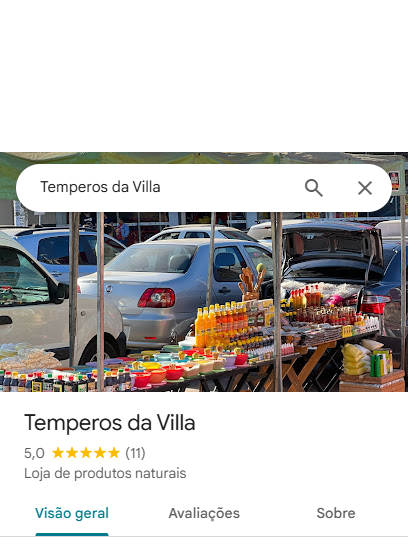 Temperos da Villa
Temperos da Villa
5,0 (11)
Loja de produtos naturais
Visão geral Avaliações Sobre